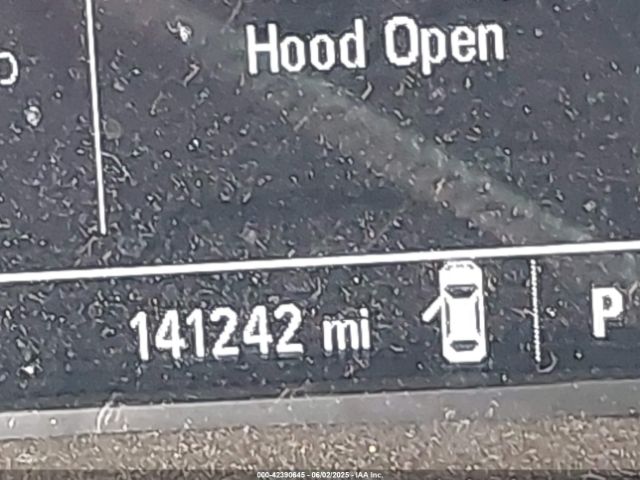 Hood Open
141242 mi
P
000-42390645 - 06/02/2025 - IAA Inc.